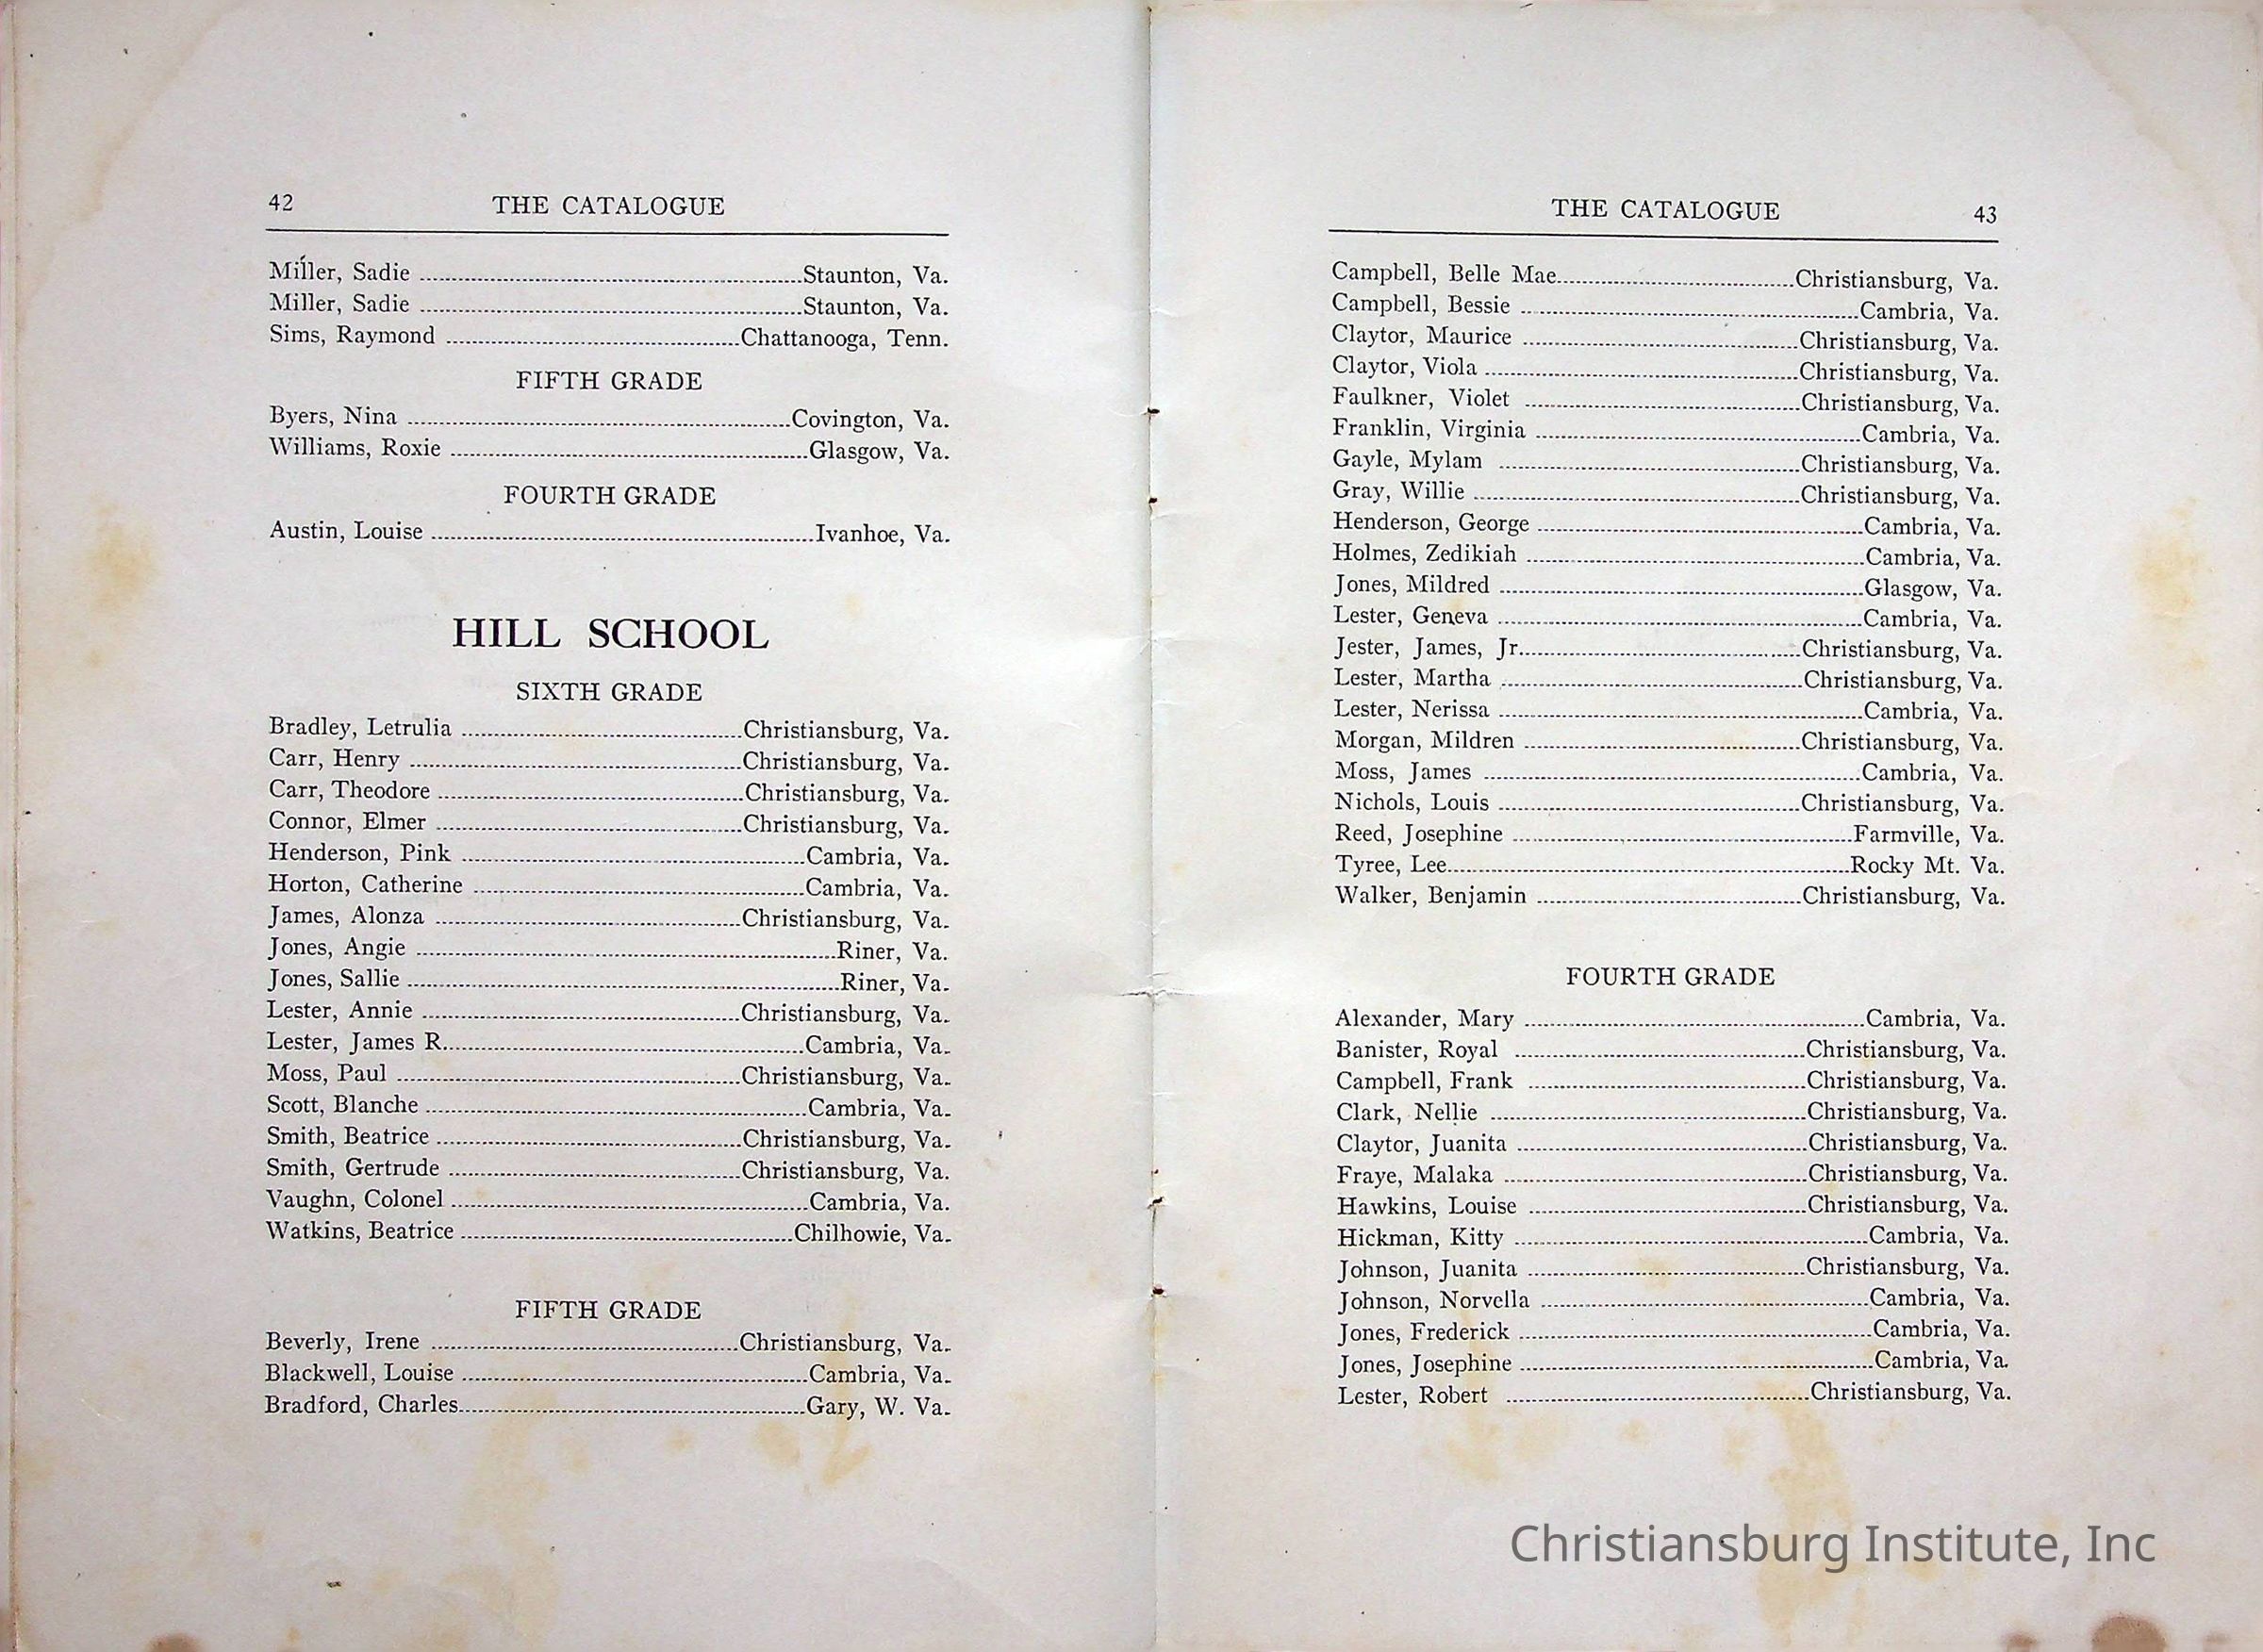 42 THE CATALOGUE
Miller, Sadie ........ Staunton, Va.
Miller, Sadie ........ Staunton, Va.
Sims, Raymond ........ Chattanooga, Tenn.
FIFTH GRADE
Byers, Nina ........ Covington, Va.
Williams, Roxie ........ Glasgow, Va.
FOURTH GRADE
Austin, Louise ........ Ivanhoe, Va.
HILL SCHOOL
SIXTH GRADE
Bradley, Letrulia ........ Christiansburg, Va.
Carr, Henry ........ Christiansburg, Va.
Carr, Theodore ........ Christiansburg, Va.
Connor, Elmer ........ Christiansburg, Va.
Henderson, Pink ........ Cambria, Va.
Horton, Catherine ........ Cambria, Va.
James, Alonza ........ Christiansburg, Va.
Jones, Angie ........ Riner, Va.
Jones, Sallie ........ Riner, Va.
Lester, Annie ........ Christiansburg, Va.
Lester, James R. ........ Cambria, Va.
Moss, Paul ........ Christiansburg, Va.
Scott, Blanche ........ Cambria, Va.
Smith, Beatrice ........ Christiansburg, Va.
Smith, Gertrude ........ Christiansburg, Va.
Vaughn, Colonel ........ Cambria, Va.
Watkins, Beatrice ........ Chilhowie, Va.
FIFTH GRADE
Beverly, Irene ........ Christiansburg, Va.
Blackwell, Louise ........ Cambria, Va.
Bradford, Charles ........ Gary, W. Va.
THE CATALOGUE 43
Campbell, Belle Mae ........ Christiansburg, Va.
Campbell, Bessie ........ Cambria, Va.
Claytor, Maurice ........ Christiansburg, Va.
Claytor, Viola ........ Christiansburg, Va.
Faulkner, Violet ........ Christiansburg, Va.
Franklin, Virginia ........ Cambria, Va.
Gayle, Mylam ........ Christiansburg, Va.
Gray, Willie ........ Christiansburg, Va.
Henderson, George ........ Cambria, Va.
Holmes, Zedikiah ........ Cambria, Va.
Jones, Mildred ........ Glasgow, Va.
Lester, Geneva ........ Cambria, Va.
Jester, James, Jr. ........ Christiansburg, Va.
Lester, Martha ........ Christiansburg, Va.
Lester, Nerissa ........ Cambria, Va.
Morgan, Mildren ........ Christiansburg, Va.
Moss, James ........ Cambria, Va.
Nichols, Louis ........ Christiansburg, Va.
Reed, Josephine ........ Farmville, Va.
Tyree, Lee ........ Rocky Mt. Va.
Walker, Benjamin ........ Christiansburg, Va.
FOURTH GRADE
Alexander, Mary ........ Cambria, Va.
Banister, Royal ........ Christiansburg, Va.
Campbell, Frank ........ Christiansburg, Va.
Clark, Nellie ........ Christiansburg, Va.
Claytor, Juanita ........ Christiansburg, Va.
Fraye, Malaka ........ Christiansburg, Va.
Hawkins, Louise ........ Christiansburg, Va.
Hickman, Kitty ........ Cambria, Va.
Johnson, Juanita ........ Christiansburg, Va.
Johnson, Norvella ........ Cambria, Va.
Jones, Frederick ........ Cambria, Va.
Jones, Josephine ........ Cambria, Va.
Lester, Robert ........ Christiansburg, Va.
Christiansburg Institute, Inc